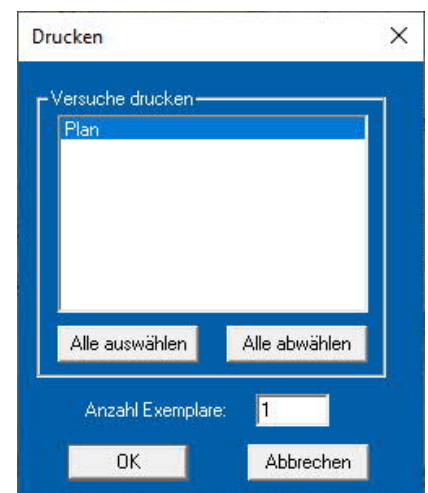 Drucken
Versuche drucken
Plan
Alle auswählen Alle abwählen
Anzahl Exemplare: 1
OK Abbrechen